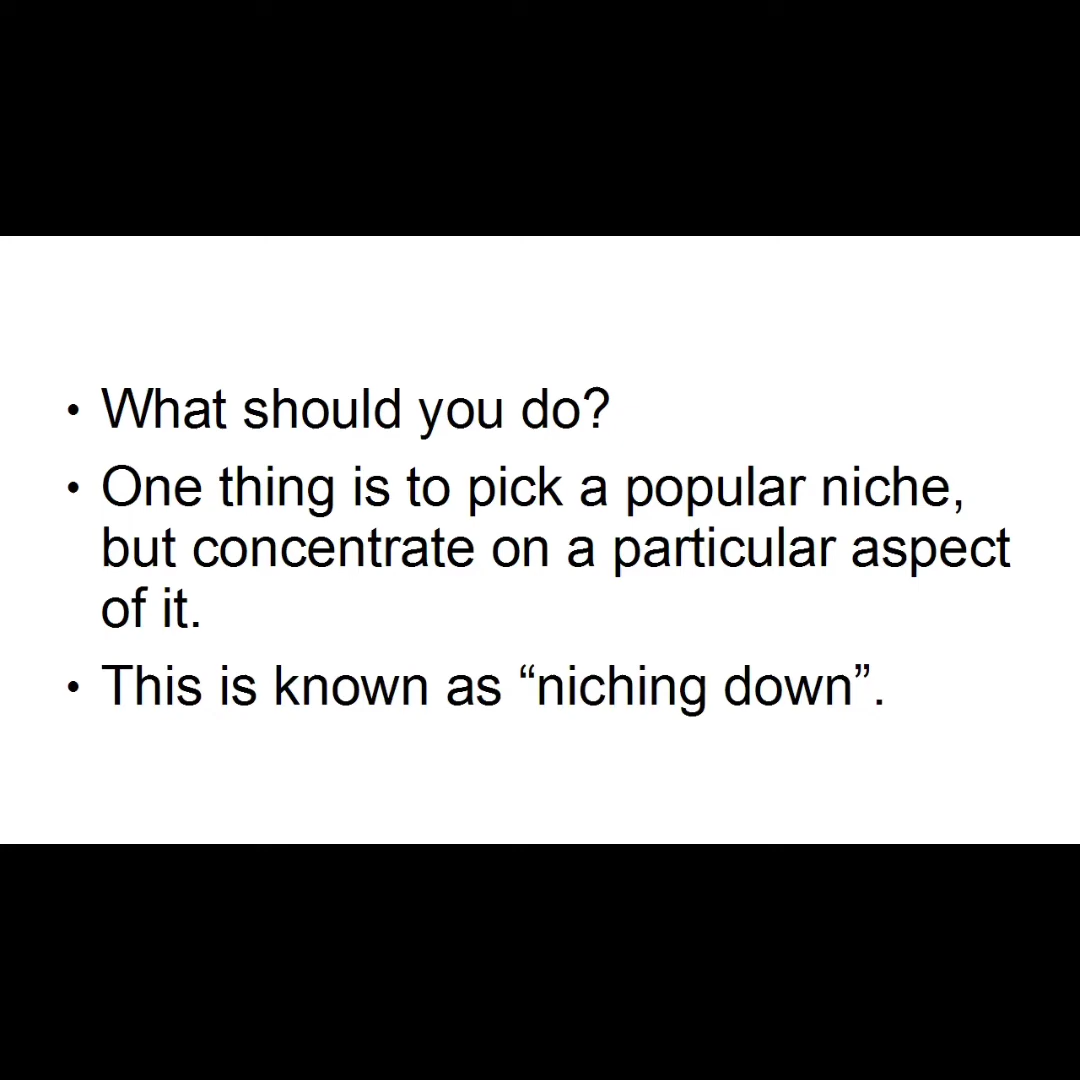 • What should you do?
• One thing is to pick a popular niche,
but concentrate on a particular aspect
of it.
• This is known as “niching down”.